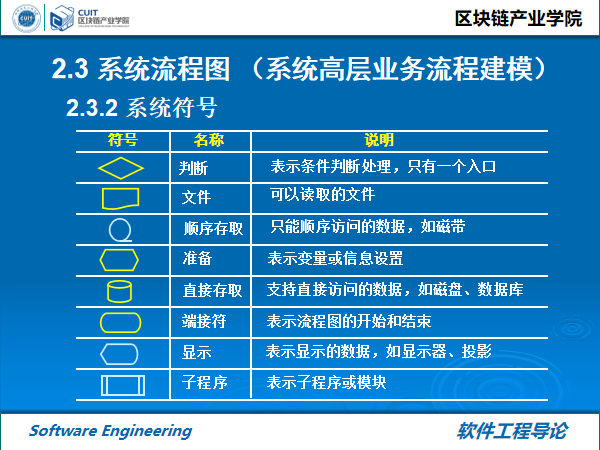 CUIT
区块链产业学院
区块链产业学院
2.3 系统流程图 （系统高层业务流程建模）
2.3.2 系统符号
符号 名称 说明
判断 表示条件判断处理，只有一个入口
文件 可以读取的文件
顺序存取 只能顺序访问的数据，如磁带
准备 表示变量或信息设置
直接存取 支持直接访问的数据，如磁盘、数据库
端接符 表示流程图的开始和结束
显示 表示显示的数据，如显示器、投影
子程序 表示子程序或模块
Software Engineering 软件工程导论